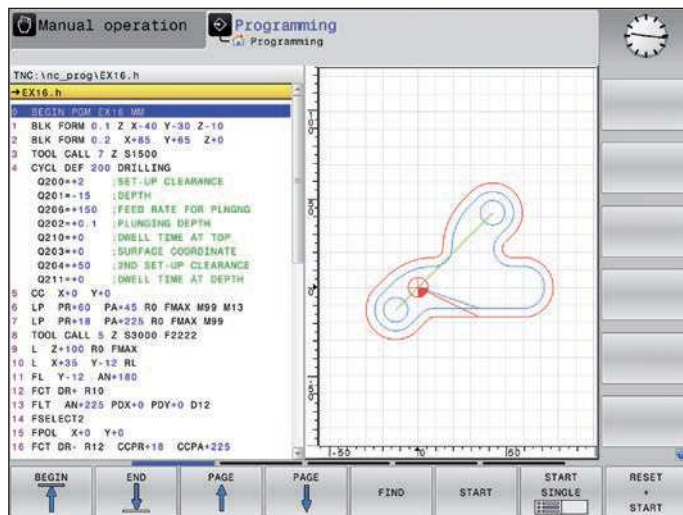 Manual operation
Programming
Programming
TNC:\nc_prog\EX16.h
→EX16.h
0 BEGIN PGM EX16 MM
1 BLK FORM 0.1 Z X-40 Y-30 Z-10
2 BLK FORM 0.2 X+85 Y+65 Z+0
3 TOOL CALL 7 Z S1500
4 CYCL DEF 200 DRILLING
Q200=+2 ;SET-UP CLEARANCE
Q201=-15 ;DEPTH
Q206=+150 ;FEED RATE FOR PLNGNG
Q202=+0.1 ;PLUNGING DEPTH
Q210=+0 ;DWELL TIME AT TOP
Q203=+0 ;SURFACE COORDINATE
Q204=+50 ;2ND SET-UP CLEARANCE
Q211=+0 ;DWELL TIME AT DEPTH
5 CC X+0 Y+0
6 LP PR+60 PA+45 R0 FMAX M99 M13
7 LP PR+18 PA+225 R0 FMAX M99
8 TOOL CALL 5 Z S3000 F2222
9 L Z+100 R0 FMAX
10 L X+35 Y-12 RL
11 FL Y-12 AN+180
12 FCT DR+ R10
13 FLT AN+225 PDX+0 PDY+0 D12
14 FSELECT2
15 FPOL X+0 Y+0
16 FCT DR- R12 CCPR+18 CCPA+225
100
50
0
-50
-50
0
50
BEGIN
END
PAGE
PAGE
FIND
START
START
SINGLE
RESET
+
START